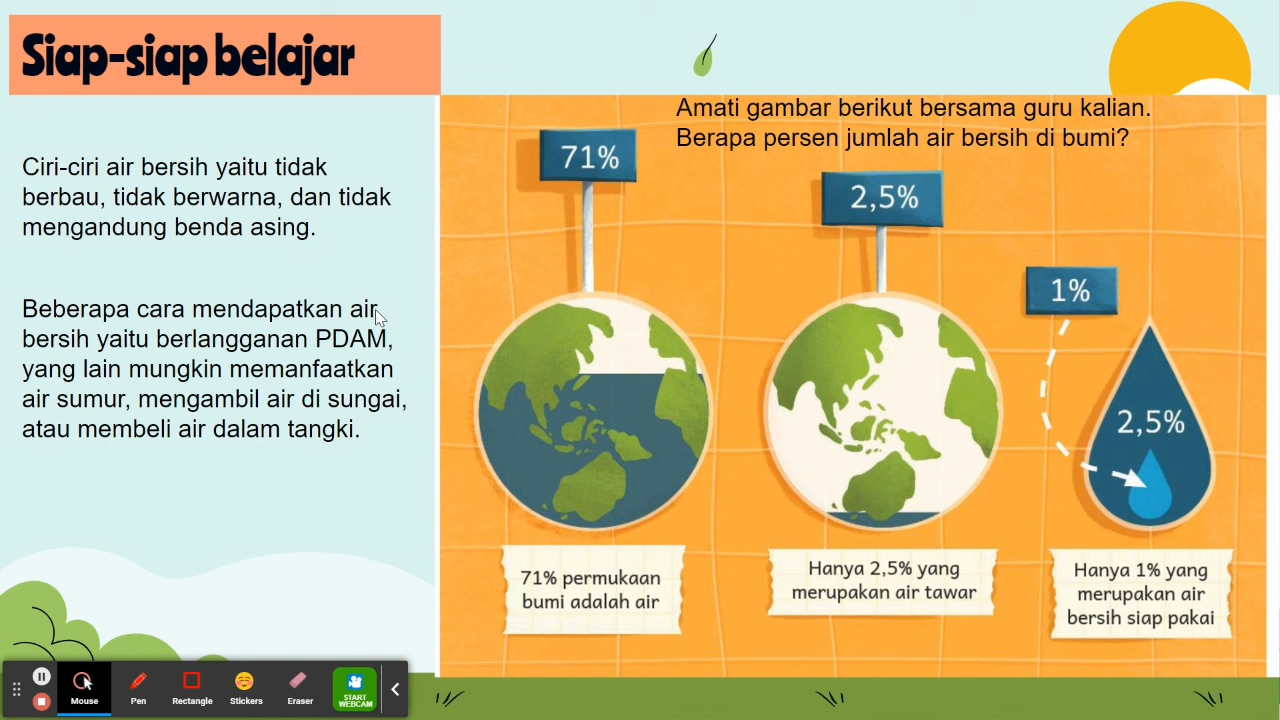 Siap-siap belajar
Ciri-ciri air bersih yaitu tidak
berbau, tidak berwarna, dan tidak
mengandung benda asing.
Beberapa cara mendapatkan air
bersih yaitu berlangganan PDAM,
yang lain mungkin memanfaatkan
air sumur, mengambil air di sungai,
atau membeli air dalam tangki.
Amati gambar berikut bersama guru kalian.
Berapa persen jumlah air bersih di bumi?
71%
2,5%
1%
2,5%
71% permukaan
bumi adalah air
Hanya 2,5% yang
merupakan air tawar
Hanya 1% yang
merupakan air
bersih siap pakai
Mouse
Pen
Rectangle
Stickers
Eraser
START
WEBCAM